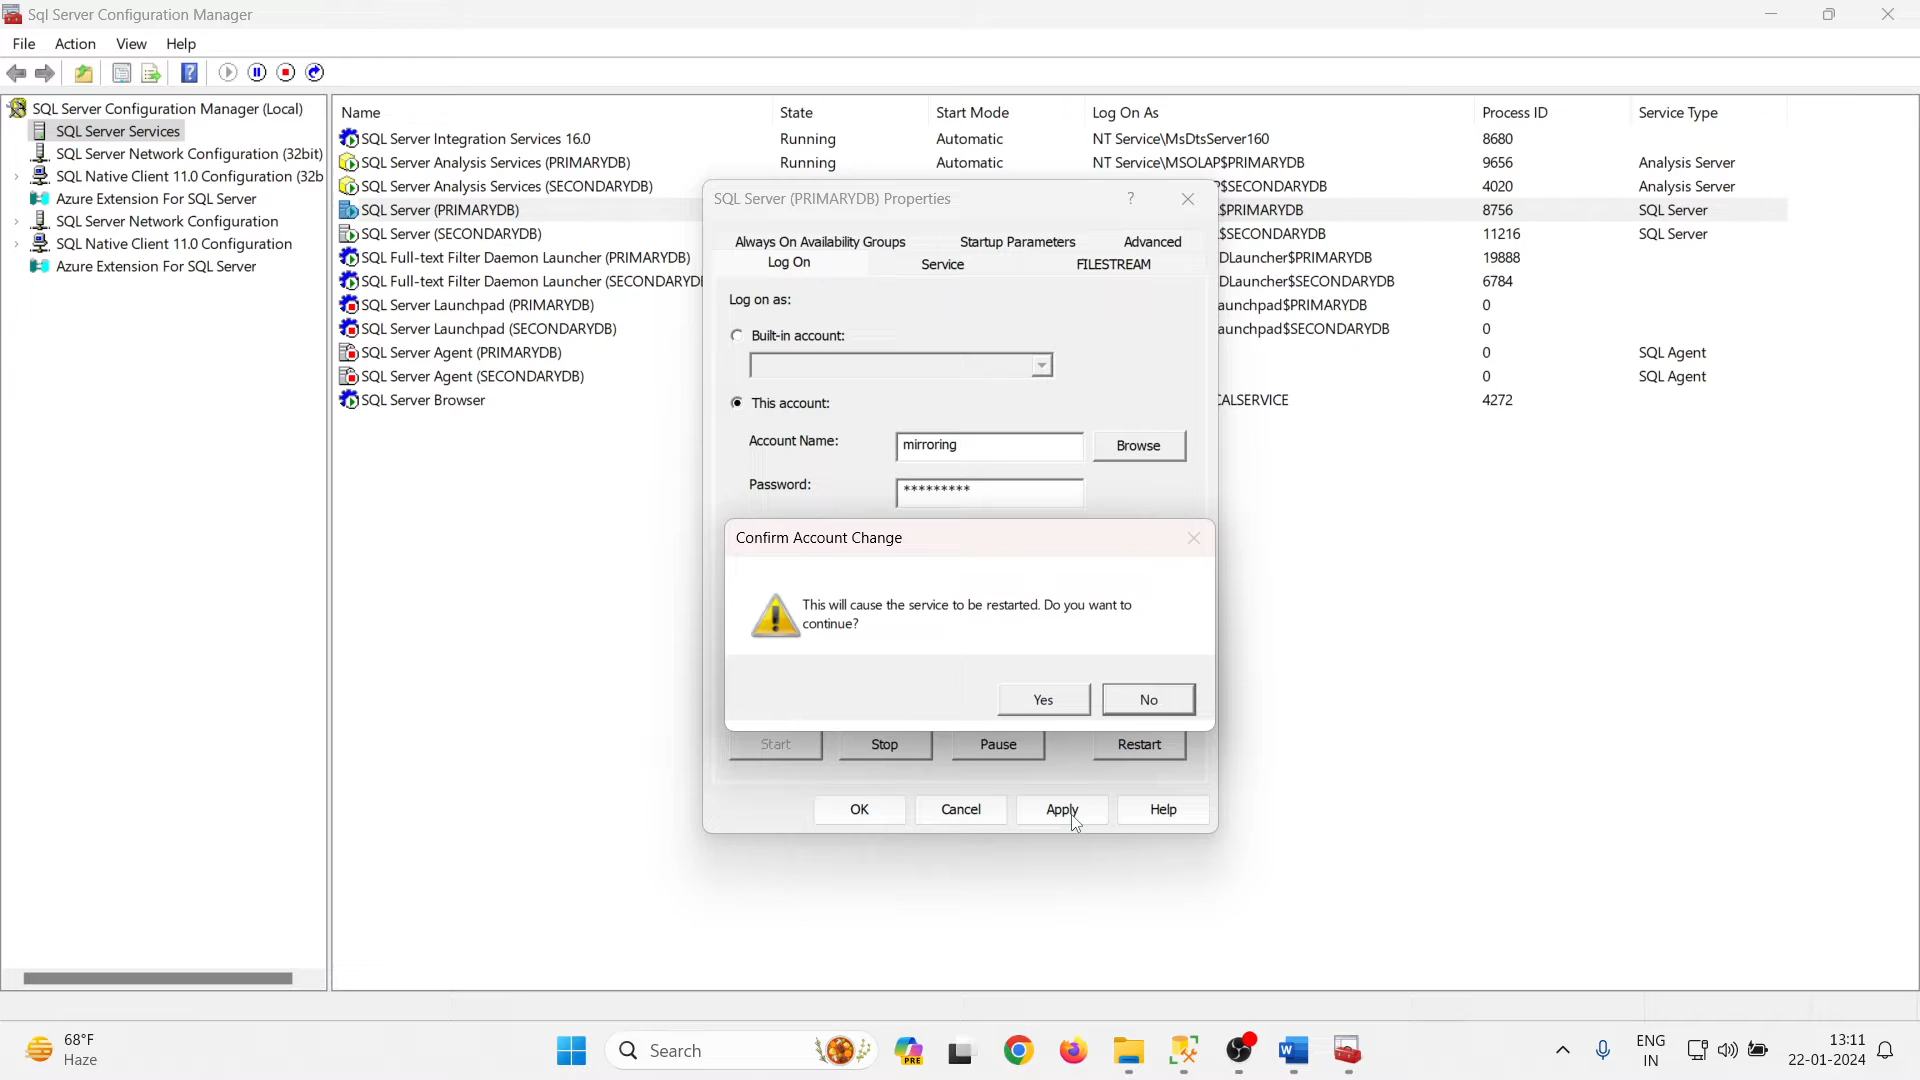 Sql Server Configuration Manager
File Action View Help
SQL Server Configuration Manager (Local)
SQL Server Services
SQL Server Network Configuration (32bit)
SQL Native Client 11.0 Configuration (32b
Azure Extension For SQL Server
SQL Server Network Configuration
SQL Native Client 11.0 Configuration
Azure Extension For SQL Server
Name State Start Mode Log On As Process ID Service Type
SQL Server Integration Services 16.0 Running Automatic NT Service\MsDtsServer160 8680
SQL Server Analysis Services (PRIMARYDB) Running Automatic NT Service\MSOLAP$PRIMARYDB 9656 Analysis Server
SQL Server Analysis Services (SECONDARYDB) $SECONDARYDB 4020 Analysis Server
SQL Server (PRIMARYDB) $PRIMARYDB 8756 SQL Server
SQL Server (SECONDARYDB) $SECONDARYDB 11216 SQL Server
SQL Full-text Filter Daemon Launcher (PRIMARYDB) DLauncher$PRIMARYDB 19888
SQL Full-text Filter Daemon Launcher (SECONDARYD DLauncher$SECONDARYDB 6784
SQL Server Launchpad (PRIMARYDB) aunchpad$PRIMARYDB 0
SQL Server Launchpad (SECONDARYDB) aunchpad$SECONDARYDB 0
SQL Server Agent (PRIMARYDB) 0 SQL Agent
SQL Server Agent (SECONDARYDB) 0 SQL Agent
SQL Server Browser CALSERVICE 4272
SQL Server (PRIMARYDB) Properties ?
Always On Availability Groups Startup Parameters Advanced
Log On Service FILESTREAM
Log on as:
Built-in account:
This account:
Account Name: mirroring Browse
Password: *********
Confirm Account Change
This will cause the service to be restarted. Do you want to
continue?
Yes No
Start Stop Pause Restart
OK Cancel Apply Help
68°F
Haze
Search
PRE
ENG
IN
13:11
22-01-2024